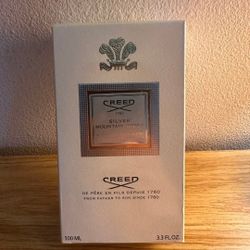 CREED
1760
SILVER
MOUNTAIN WATER
CREED
DE PÈRE EN FILS DEPUIS 1760
FROM FATHER TO SON SINCE 1760
100 ML
3.3 FL.OZ.